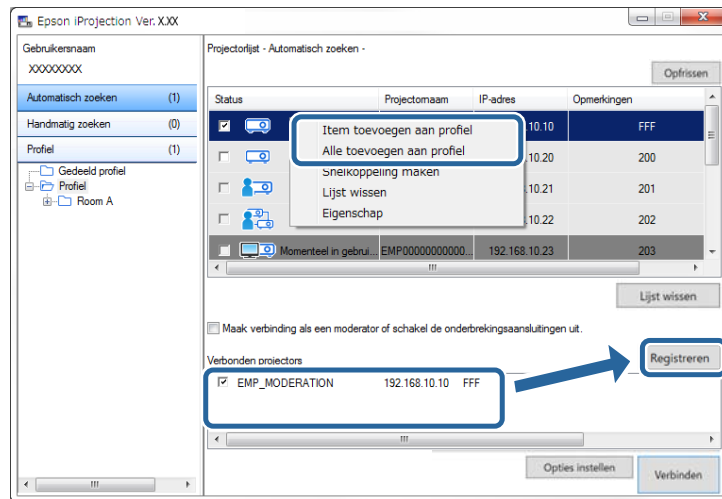 Epson iProjection Ver. X.XX
Gebruikersnaam
XXXXXXXX
Automatisch zoeken (1)
Handmatig zoeken (0)
Profiel (1)
Gedeeld profiel
Profiel
Room A
Projectorlijst - Automatisch zoeken -
Opfrissen
Status Projectornaam IP-adres Opmerkingen
.10.10 FFF
.10.20 200
.10.21 201
.10.22 202
Momenteel in gebrui... EMP00000000000... 192.168.10.23 203
Item toevoegen aan profiel
Alle toevoegen aan profiel
Snelkoppeling maken
Lijst wissen
Eigenschap
Lijst wissen
Maak verbinding als een moderator of schakel de onderbrekingsaansluitingen uit.
Verbonden projectors
Registreren
EMP_MODERATION 192.168.10.10 FFF
Opties instellen
Verbinden